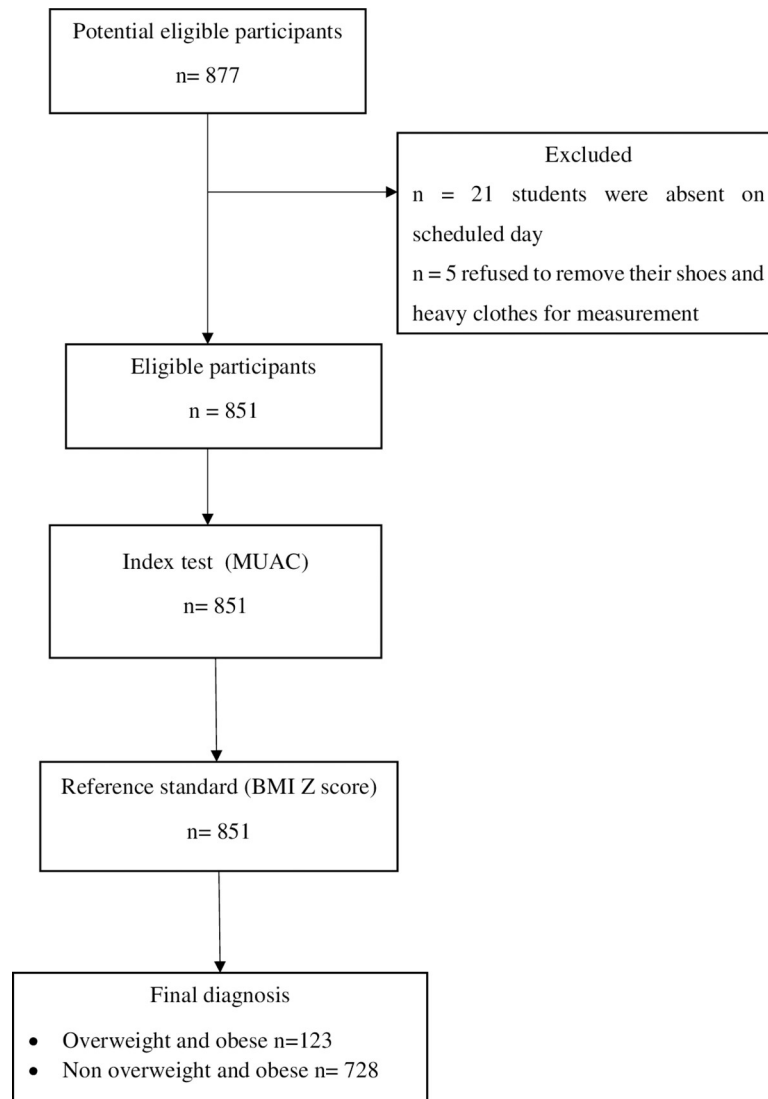 Potential eligible participants
n= 877
Excluded
n = 21 students were absent on
scheduled day
n = 5 refused to remove their shoes and
heavy clothes for measurement
Eligible participants
n = 851
Index test (MUAC)
n= 851
Reference standard (BMI Z score)
n= 851
Final diagnosis
• Overweight and obese n=123
• Non overweight and obese n= 728